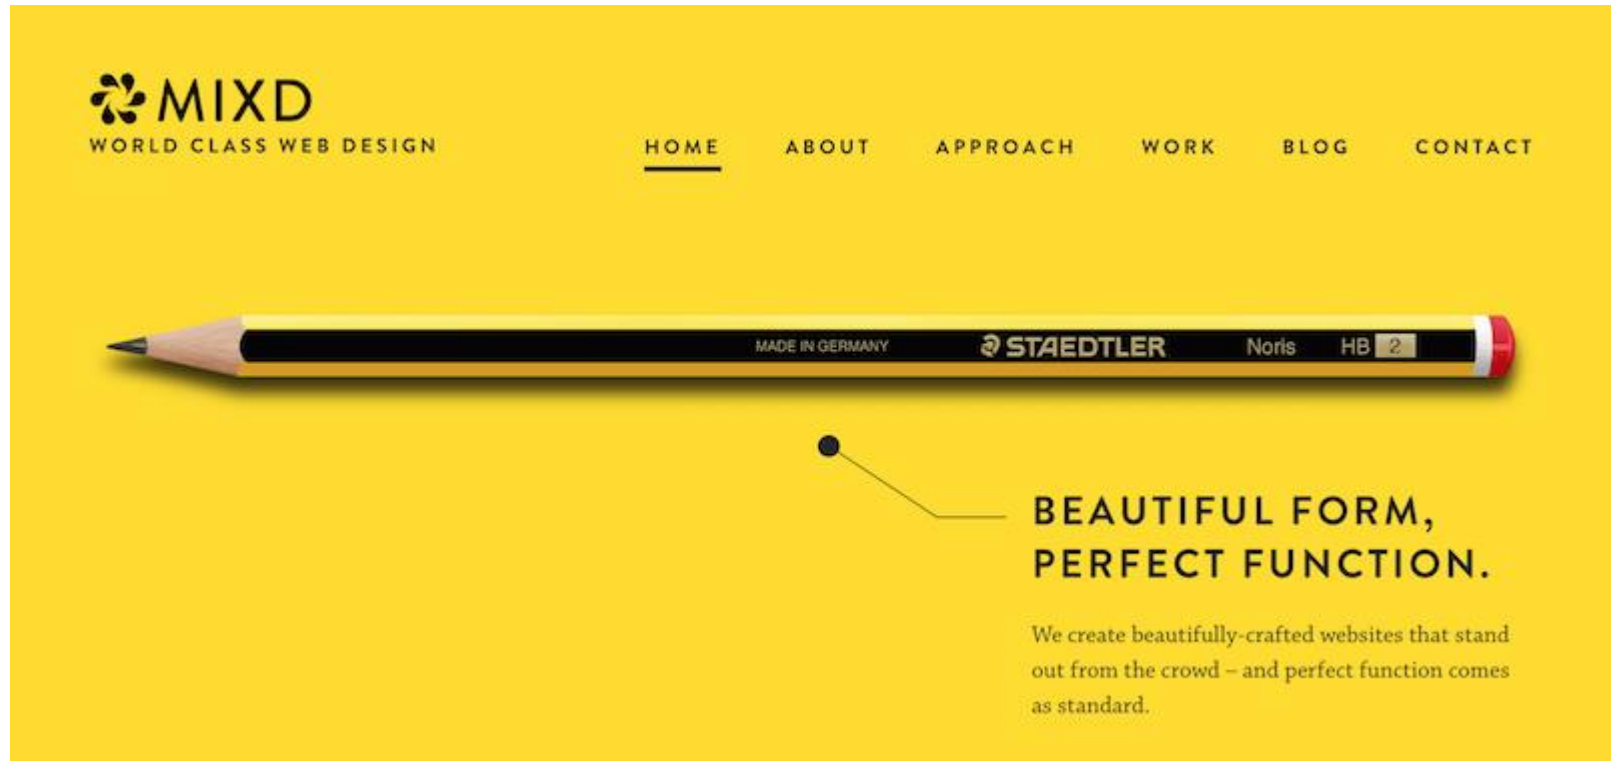 MIXD
WORLD CLASS WEB DESIGN
HOME ABOUT APPROACH WORK BLOG CONTACT
MADE IN GERMANY STAEDTLER Noris HB 2
BEAUTIFUL FORM,
PERFECT FUNCTION.
We create beautifully-crafted websites that stand
out from the crowd – and perfect function comes
as standard.